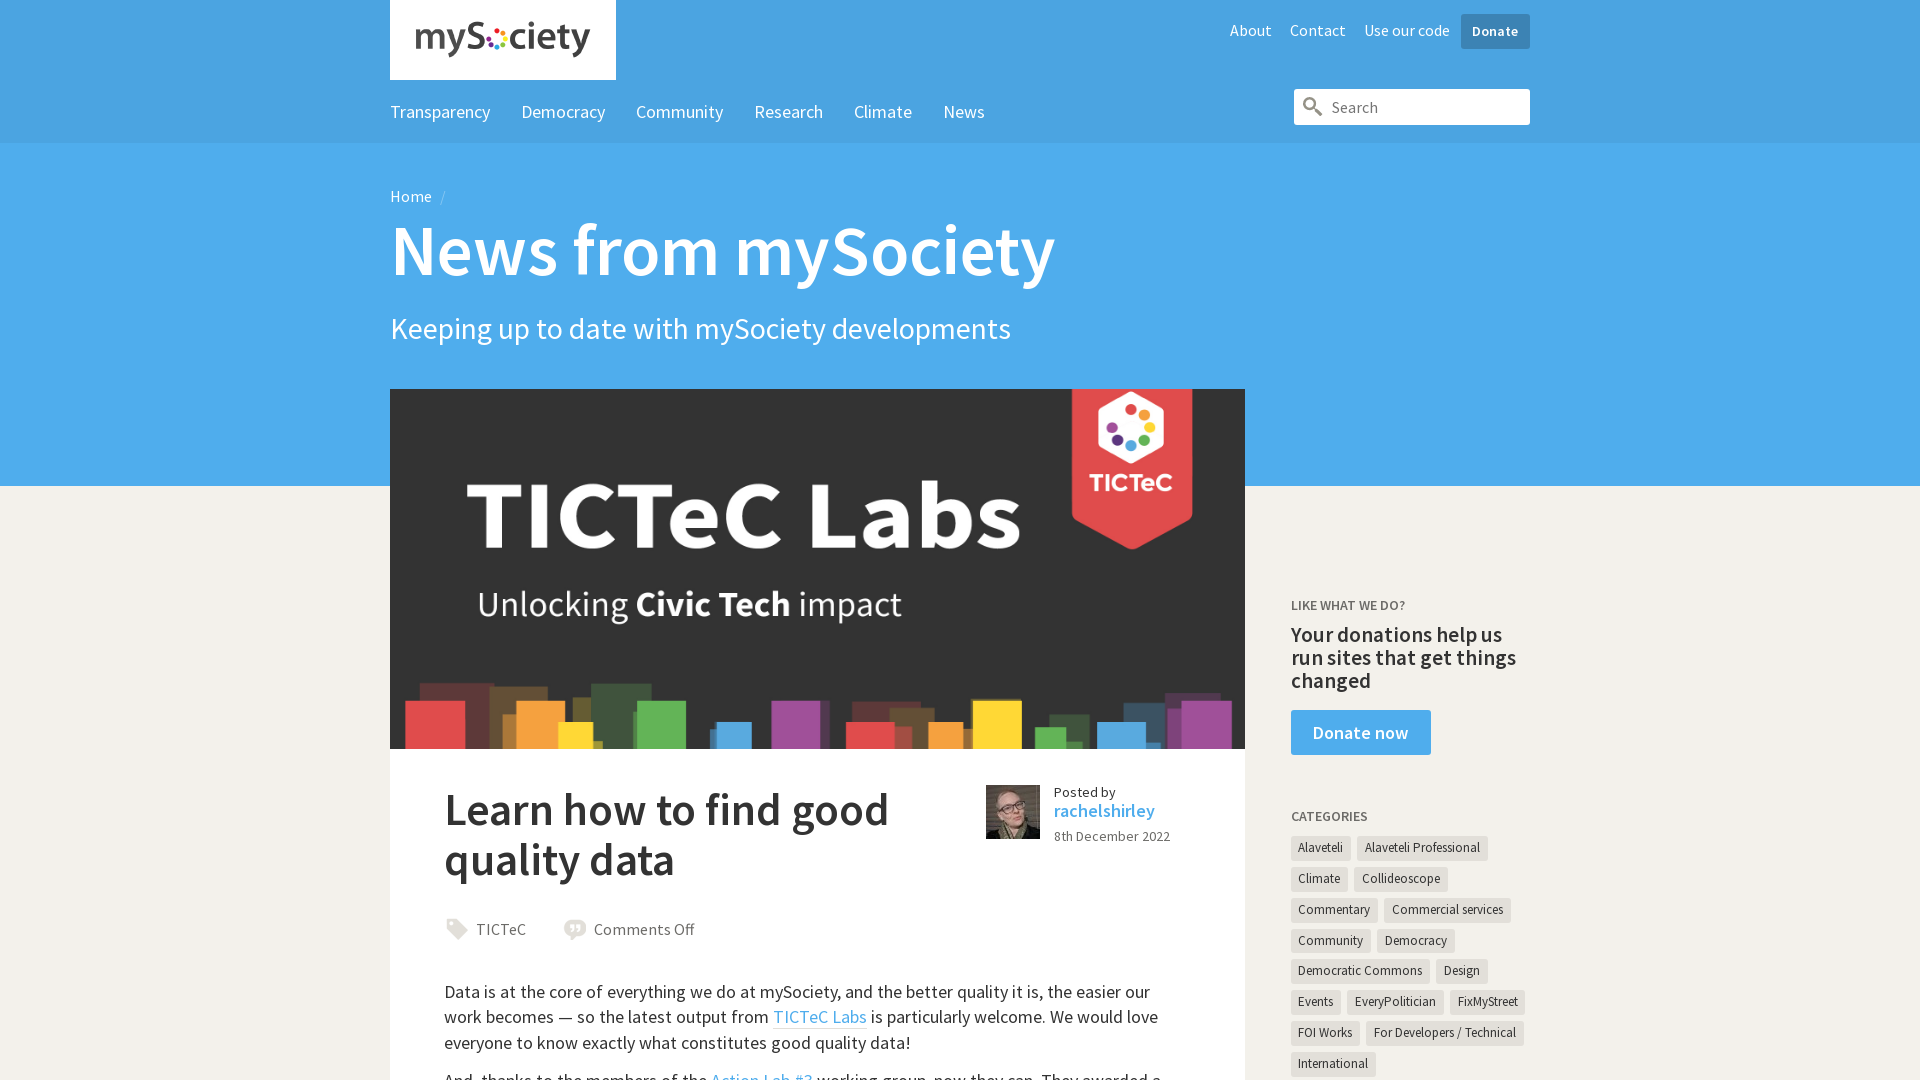 mySociety
About
Contact
Use our code
Donate
Transparency
Democracy
Community
Research
Climate
News
Search
Home /
News from mySociety
Keeping up to date with mySociety developments
TICTeC
TICTeC Labs
Unlocking Civic Tech impact
Learn how to find good
quality data
Posted by
rachelshirley
8th December 2022
TICTeC
Comments Off
Data is at the core of everything we do at mySociety, and the better quality it is, the easier our
work becomes — so the latest output from TICTeC Labs is particularly welcome. We would love
everyone to know exactly what constitutes good quality data!
And, thanks to the members of the Action Lab #3 working group, now they can. They awarded a
LIKE WHAT WE DO?
Your donations help us
run sites that get things
changed
Donate now
CATEGORIES
Alaveteli
Alaveteli Professional
Climate
Collideoscope
Commentary
Commercial services
Community
Democracy
Democratic Commons
Design
Events
EveryPolitician
FixMyStreet
FOI Works
For Developers / Technical
International